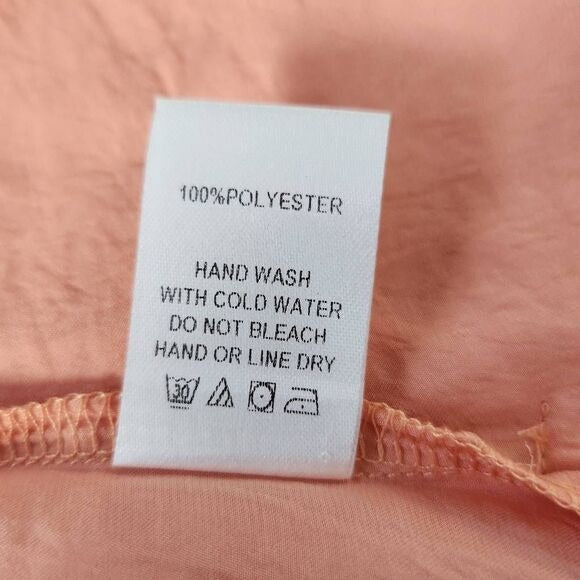 100%POLYESTER
HAND WASH
WITH COLD WATER
DO NOT BLEACH
HAND OR LINE DRY
30